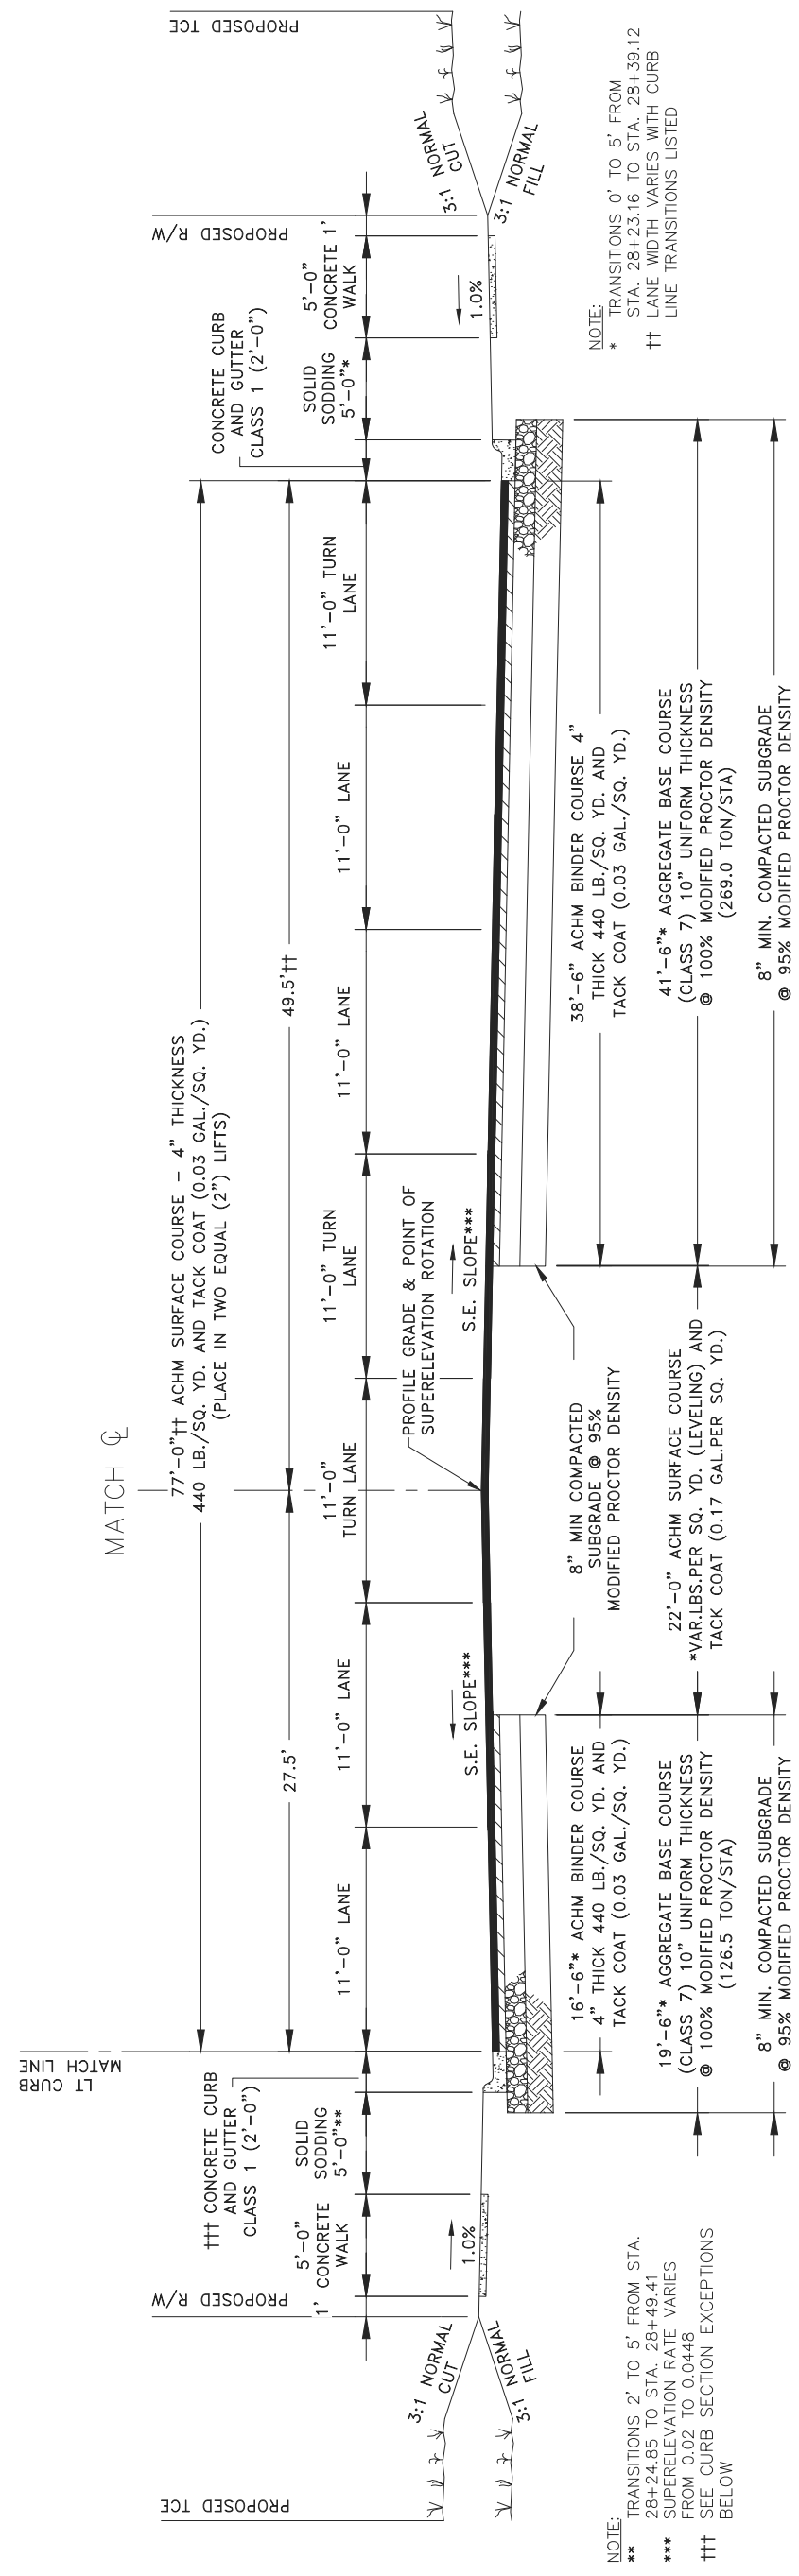 MATCH ℄
LT CURB
MATCH LINE
77'-0"†† ACHM SURFACE COURSE - 4" THICKNESS
440 LB./SQ. YD. AND TACK COAT (0.03 GAL./SQ. YD.)
(PLACE IN TWO EQUAL (2") LIFTS)
27.5'
49.5'††
PROPOSED TCE
PROPOSED R/W
††† CONCRETE CURB
AND GUTTER
CLASS 1 (2'-0")
1'
5'-0"
CONCRETE
WALK
SOLID
SODDING
5'-0"**
11'-0" LANE
11'-0" LANE
11'-0"
TURN LANE
11'-0" TURN
LANE
11'-0" LANE
11'-0" LANE
11'-0" TURN
LANE
CONCRETE CURB
AND GUTTER
CLASS 1 (2'-0")
SOLID
SODDING
5'-0"*
5'-0"
CONCRETE
WALK
1'
PROPOSED R/W
PROPOSED TCE
PROFILE GRADE & POINT OF
SUPERELEVATION ROTATION
3:1 NORMAL
CUT
3:1 NORMAL
FILL
1.0%
S.E. SLOPE***
S.E. SLOPE***
1.0%
3:1 NORMAL
CUT
3:1 NORMAL
FILL
16'-6"* ACHM BINDER COURSE
4" THICK 440 LB./SQ. YD. AND
TACK COAT (0.03 GAL./SQ. YD.)
19'-6"* AGGREGATE BASE COURSE
(CLASS 7) 10" UNIFORM THICKNESS
@ 100% MODIFIED PROCTOR DENSITY
(126.5 TON/STA)
8" MIN. COMPACTED SUBGRADE
@ 95% MODIFIED PROCTOR DENSITY
8" MIN COMPACTED
SUBGRADE @ 95%
MODIFIED PROCTOR DENSITY
22'-0" ACHM SURFACE COURSE
*VAR.LBS.PER SQ. YD. (LEVELING) AND
TACK COAT (0.17 GAL.PER SQ. YD.)
38'-6" ACHM BINDER COURSE 4"
THICK 440 LB./SQ. YD. AND
TACK COAT (0.03 GAL./SQ. YD.)
41'-6"* AGGREGATE BASE COURSE
(CLASS 7) 10" UNIFORM THICKNESS
@ 100% MODIFIED PROCTOR DENSITY
(269.0 TON/STA)
8" MIN. COMPACTED SUBGRADE
@ 95% MODIFIED PROCTOR DENSITY
NOTE:
** TRANSITIONS 2' TO 5' FROM STA.
28+24.85 TO STA. 28+49.41
*** SUPERELEVATION RATE VARIES
FROM 0.02 TO 0.0448
††† SEE CURB SECTION EXCEPTIONS
BELOW
NOTE:
* TRANSITIONS 0' TO 5' FROM
STA. 28+23.16 TO STA. 28+39.12
†† LANE WIDTH VARIES WITH CURB
LINE TRANSITIONS LISTED